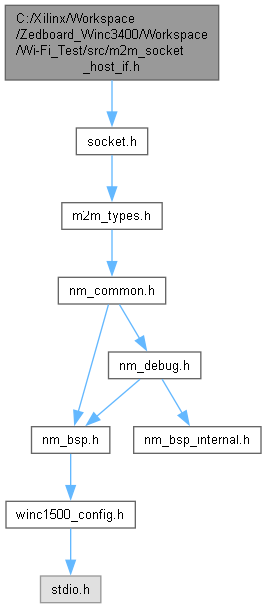 C:/Xilinx/Workspace
/Zedboard_Winc3400/Workspace
/Wi-Fi_Test/src/m2m_socket
_host_if.h
socket.h
m2m_types.h
nm_common.h
nm_debug.h
nm_bsp.h
nm_bsp_internal.h
winc1500_config.h
stdio.h